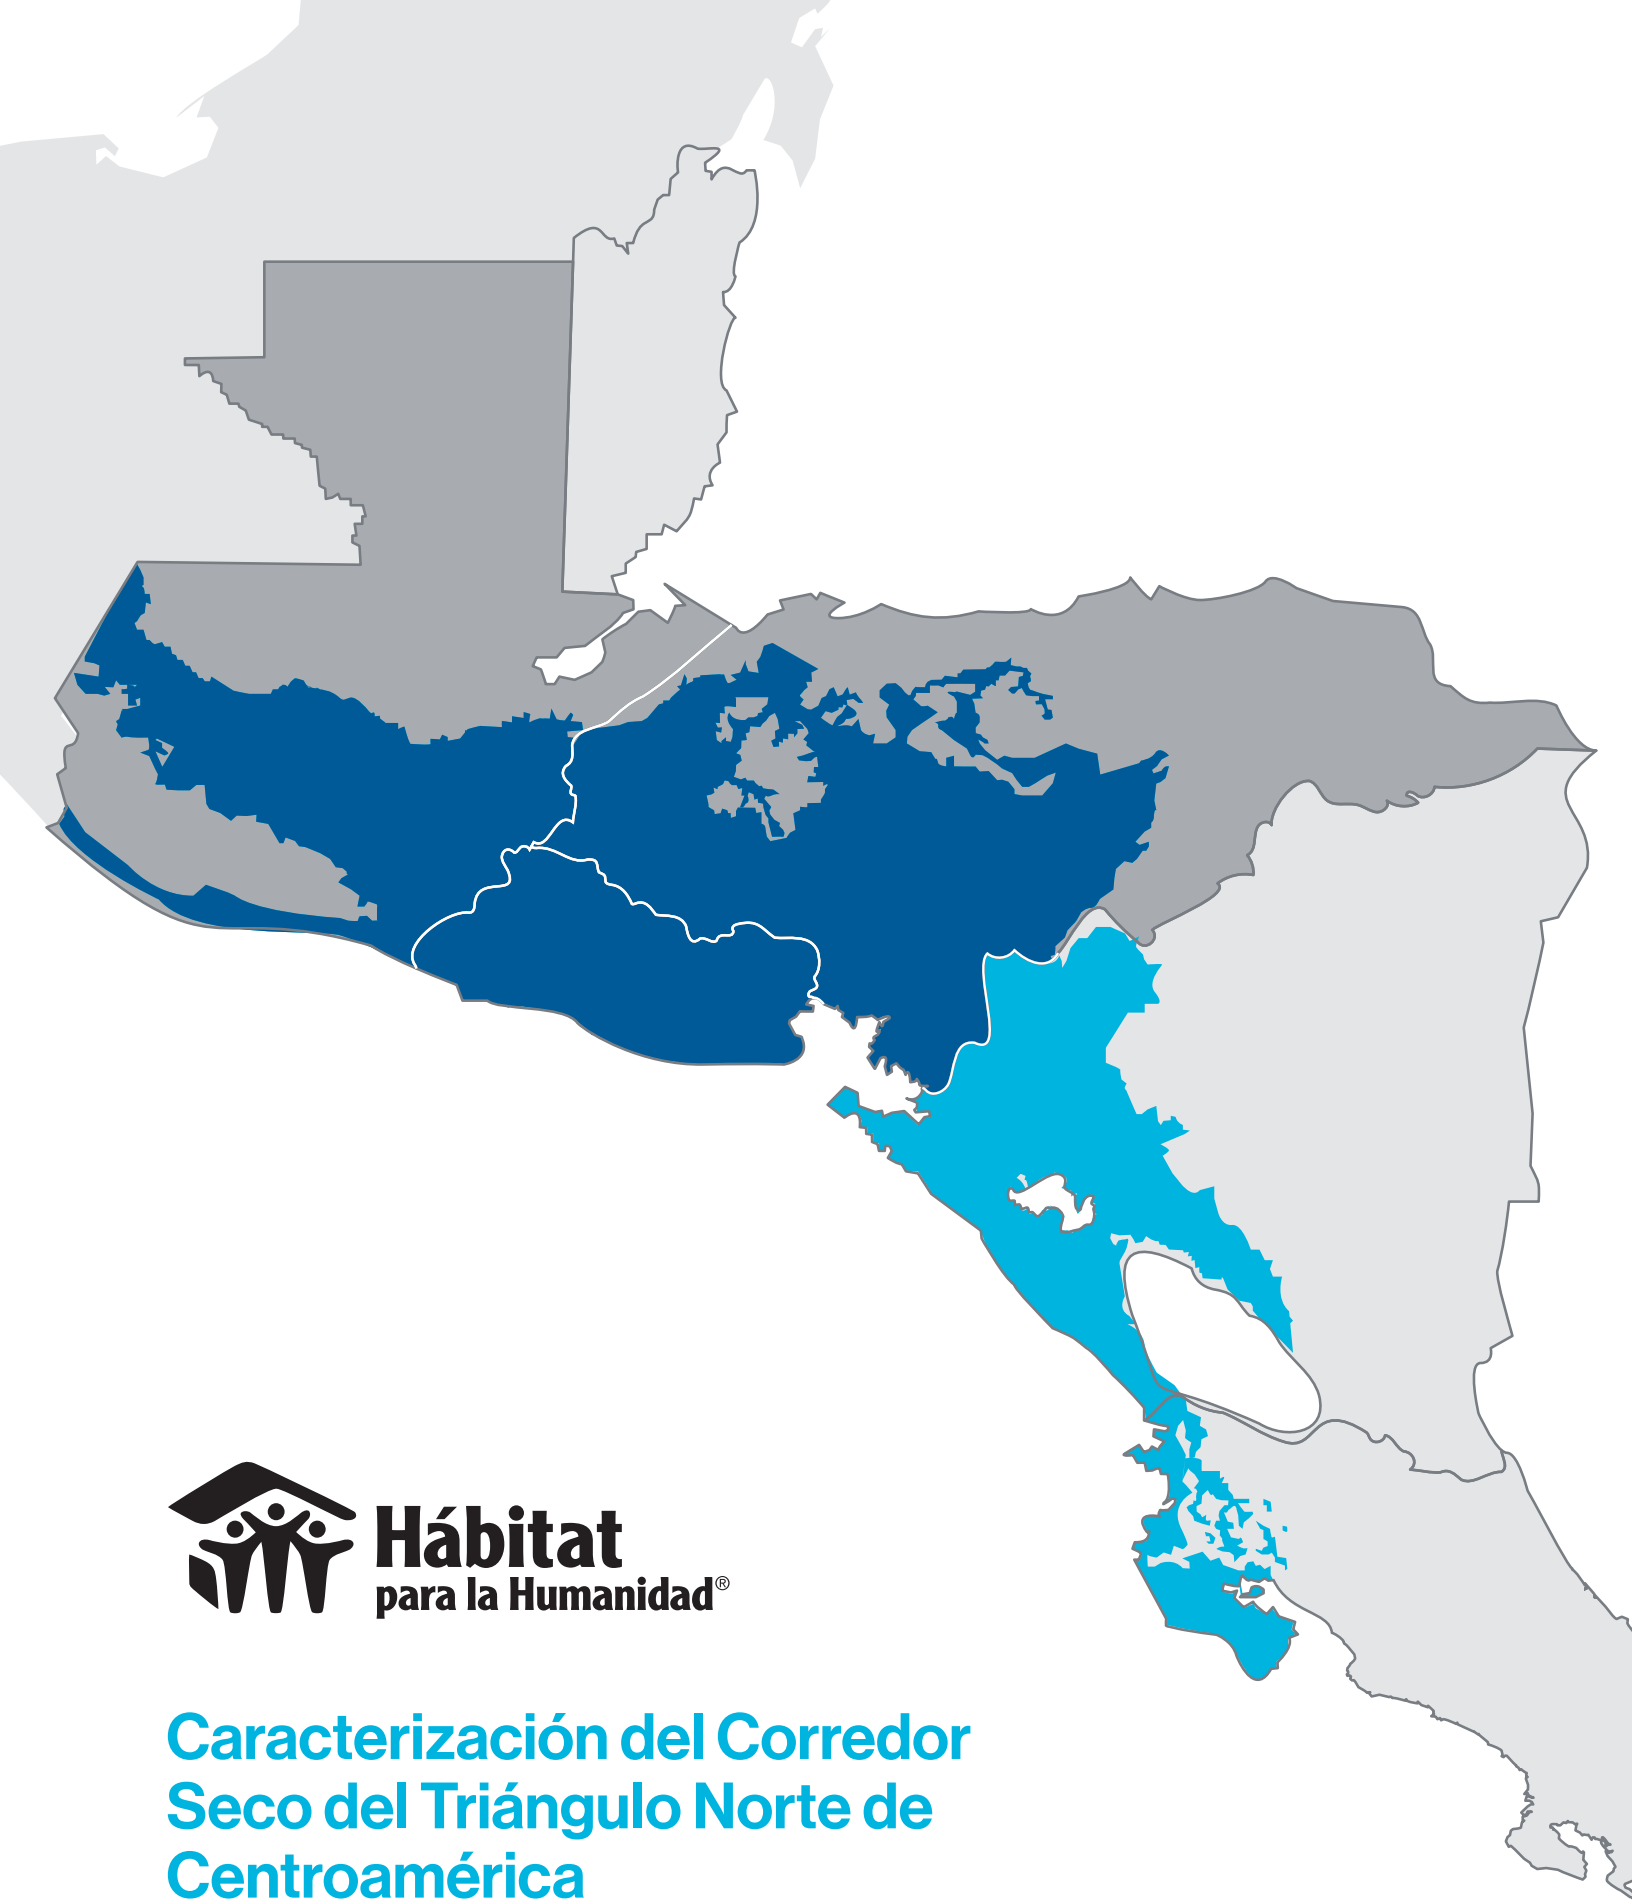 Hábitat
para la Humanidad®
Caracterización del Corredor
Seco del Triángulo Norte de
Centroamérica